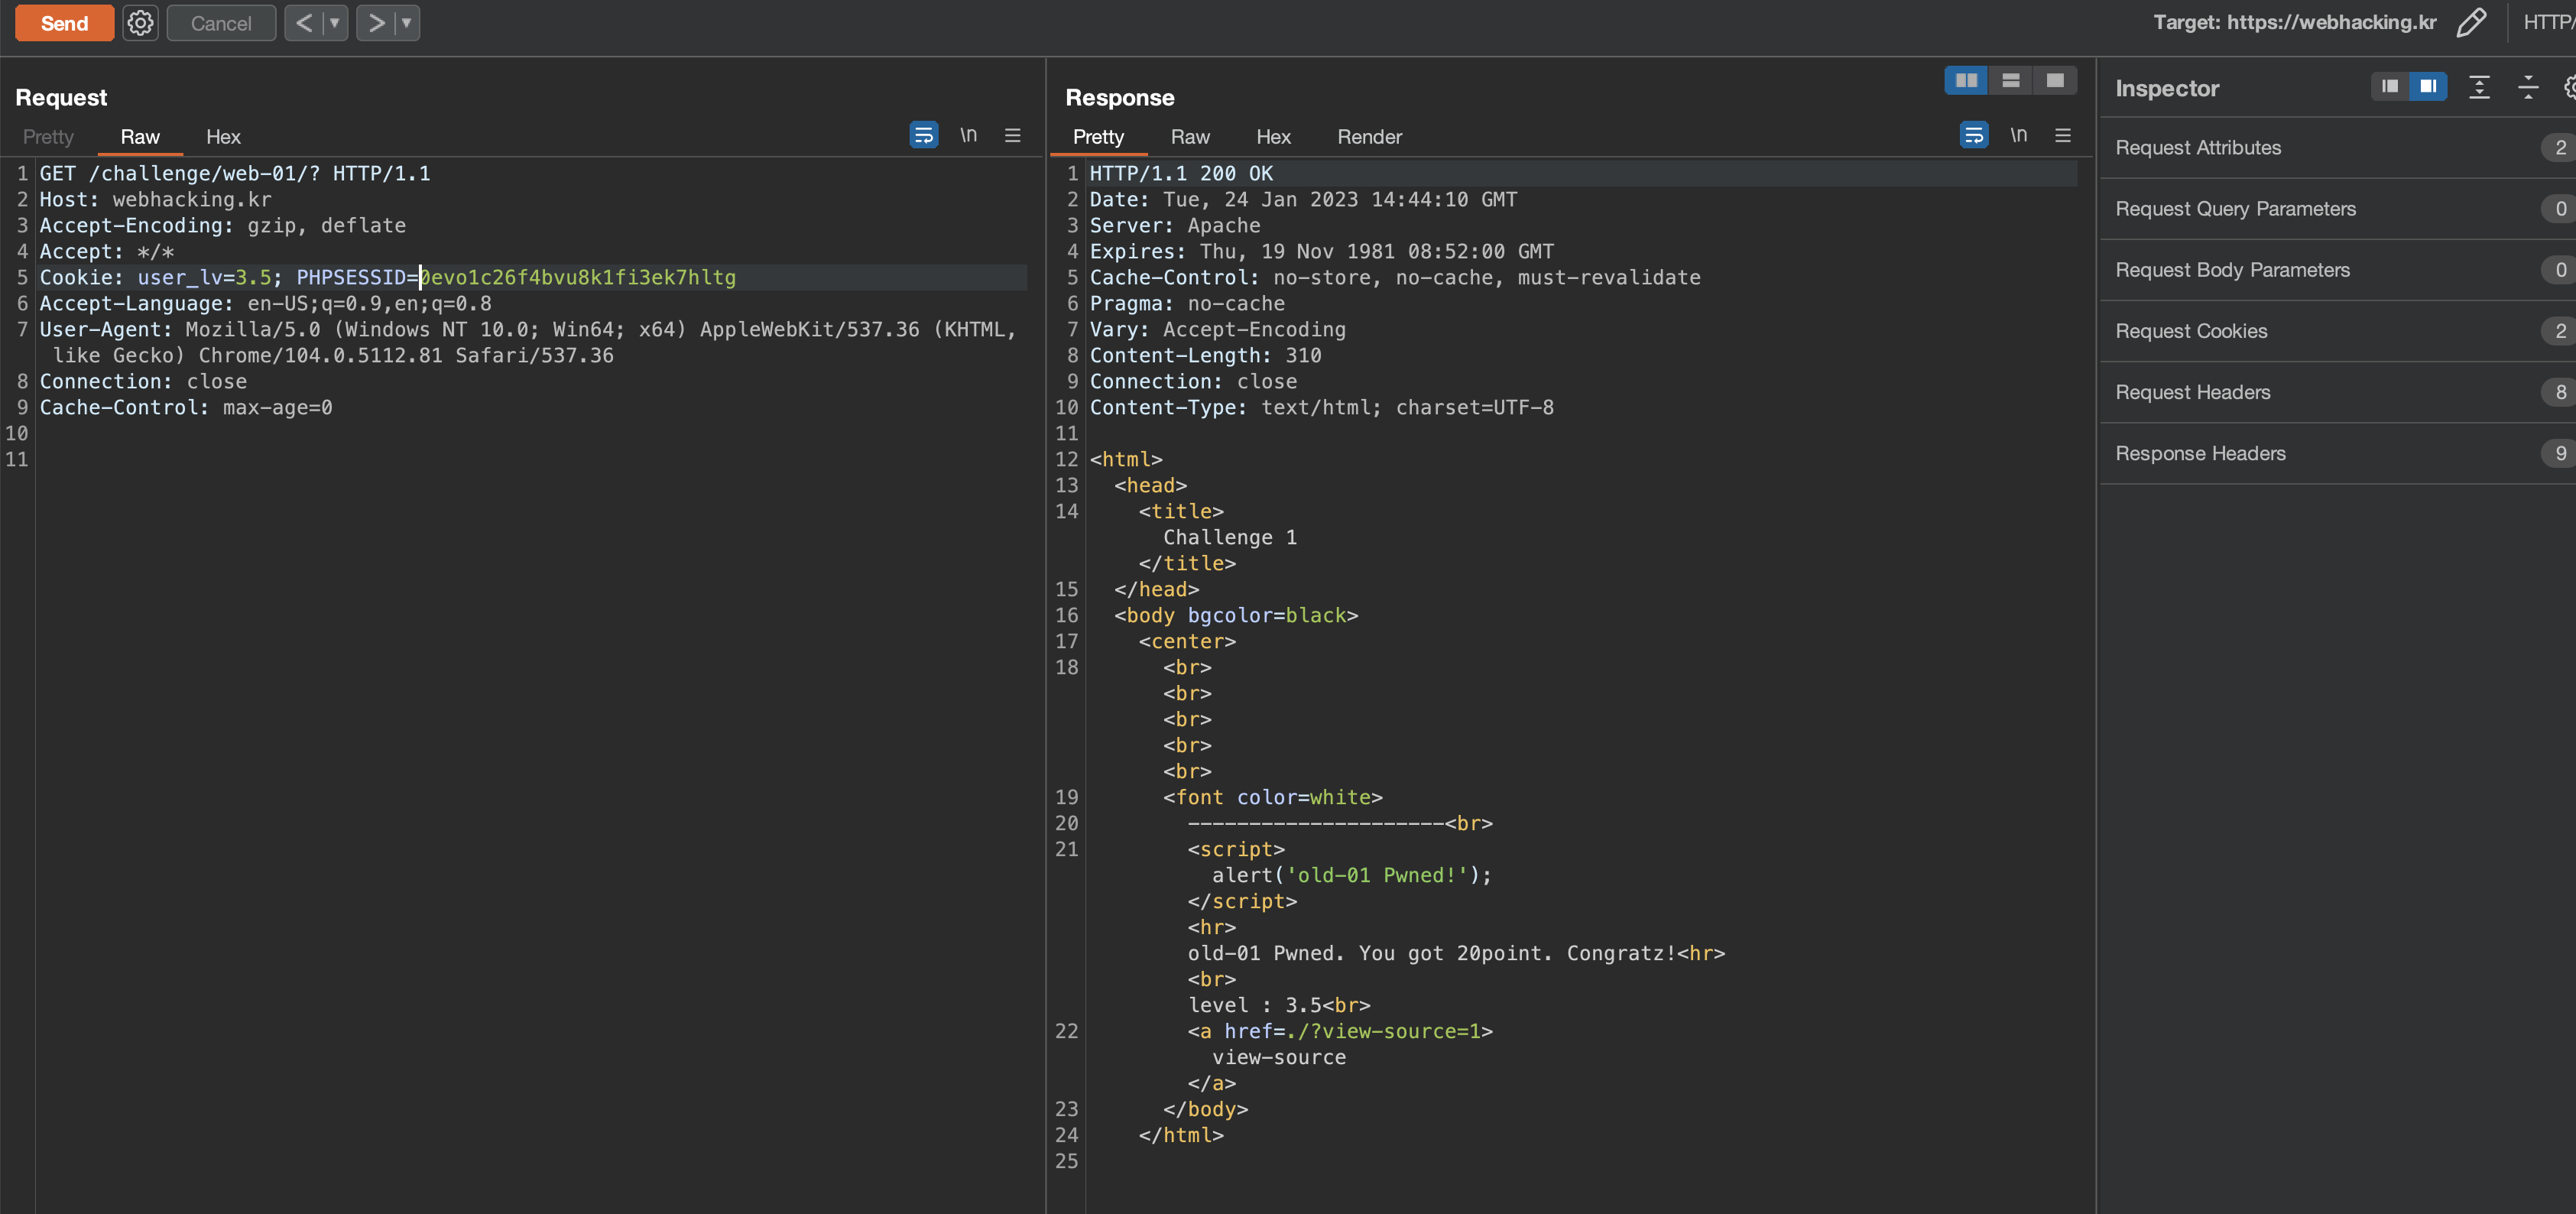 Send Cancel < >
Target: https://webhacking.kr HTTP/
Request
Pretty Raw Hex
\n
1 GET /challenge/web-01/? HTTP/1.1
2 Host: webhacking.kr
3 Accept-Encoding: gzip, deflate
4 Accept: */*
5 Cookie: user_lv=3.5; PHPSESSID=0evo1c26f4bvu8k1fi3ek7hltg
6 Accept-Language: en-US;q=0.9,en;q=0.8
7 User-Agent: Mozilla/5.0 (Windows NT 10.0; Win64; x64) AppleWebKit/537.36 (KHTML,
like Gecko) Chrome/104.0.5112.81 Safari/537.36
8 Connection: close
9 Cache-Control: max-age=0
10
11
Response
Pretty Raw Hex Render
\n
1 HTTP/1.1 200 OK
2 Date: Tue, 24 Jan 2023 14:44:10 GMT
3 Server: Apache
4 Expires: Thu, 19 Nov 1981 08:52:00 GMT
5 Cache-Control: no-store, no-cache, must-revalidate
6 Pragma: no-cache
7 Vary: Accept-Encoding
8 Content-Length: 310
9 Connection: close
10 Content-Type: text/html; charset=UTF-8
11
12 <html>
13 <head>
14 <title>
Challenge 1
</title>
15 </head>
16 <body bgcolor=black>
17 <center>
18 <br>
<br>
<br>
<br>
<br>
19 <font color=white>
20 ---------------------<br>
21 <script>
alert('old-01 Pwned!');
</script>
<hr>
old-01 Pwned. You got 20point. Congratz!<hr>
<br>
level : 3.5<br>
22 <a href=./?view-source=1>
view-source
</a>
23 </body>
24 </html>
25
Inspector
Request Attributes 2
Request Query Parameters 0
Request Body Parameters 0
Request Cookies 2
Request Headers 8
Response Headers 9